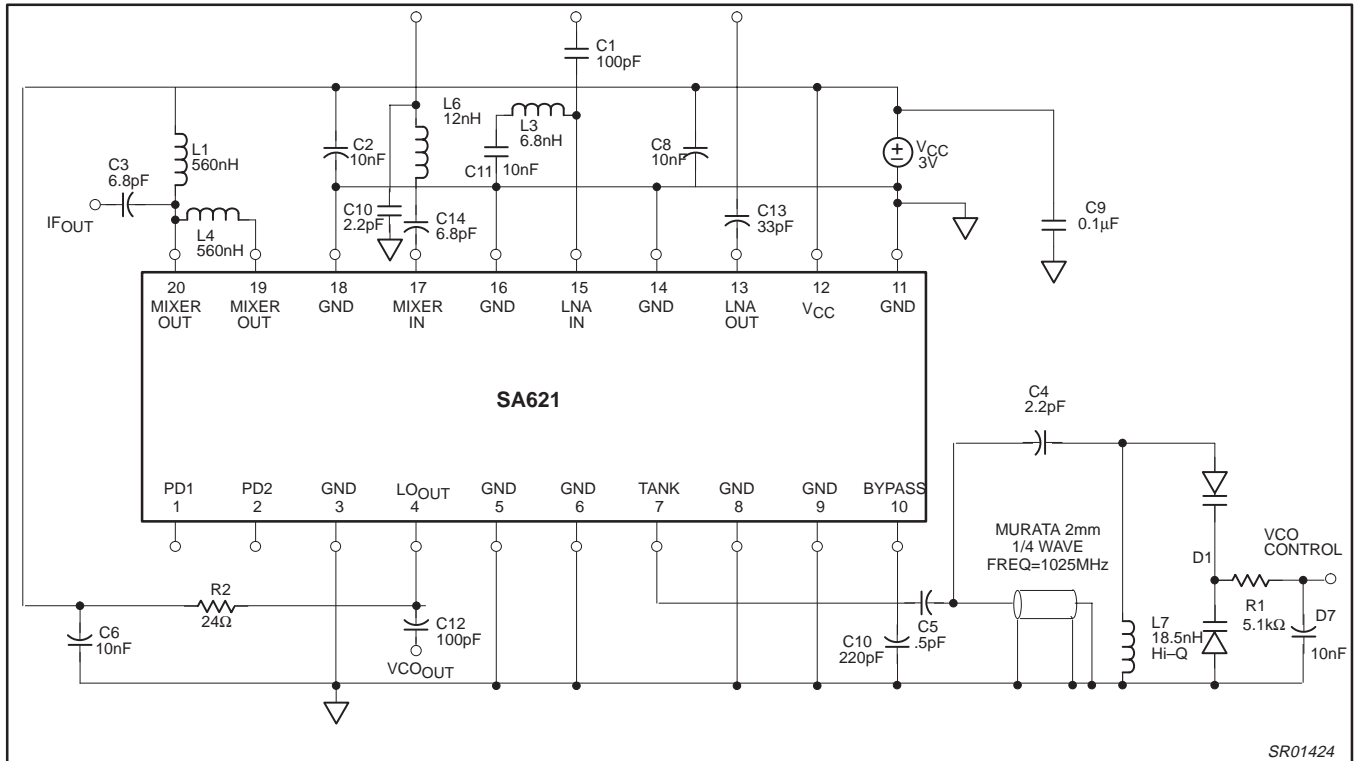 C1
100pF
L6
12nH
L3
6.8nH
L1
560nH
C2
10nF
C11
10nF
C8
10nF
VCC
±
3V
C3
6.8pF
C10
2.2pF
C14
6.8pF
C13
33pF
C9
0.1µF
IFOUT
L4
560nH
20
MIXER
OUT
19
MIXER
OUT
18
GND
17
MIXER
IN
16
GND
15
LNA
IN
14
GND
13
LNA
OUT
12
VCC
11
GND
SA621
C4
2.2pF
PD1
1
PD2
2
GND
3
LOOUT
4
GND
5
GND
6
TANK
7
GND
8
GND
9
BYPASS
10
MURATA 2mm
1/4 WAVE
FREQ=1025MHz
D1
VCO
CONTROL
R2
24Ω
C6
10nF
C12
100pF
VCOOUT
C10
220pF
C5
.5pF
L7
18.5nH
Hi–Q
R1
5.1kΩ
D7
10nF
SR01424